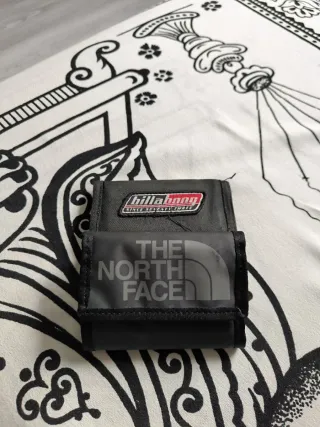 billabong
THE
NORTH
FACE